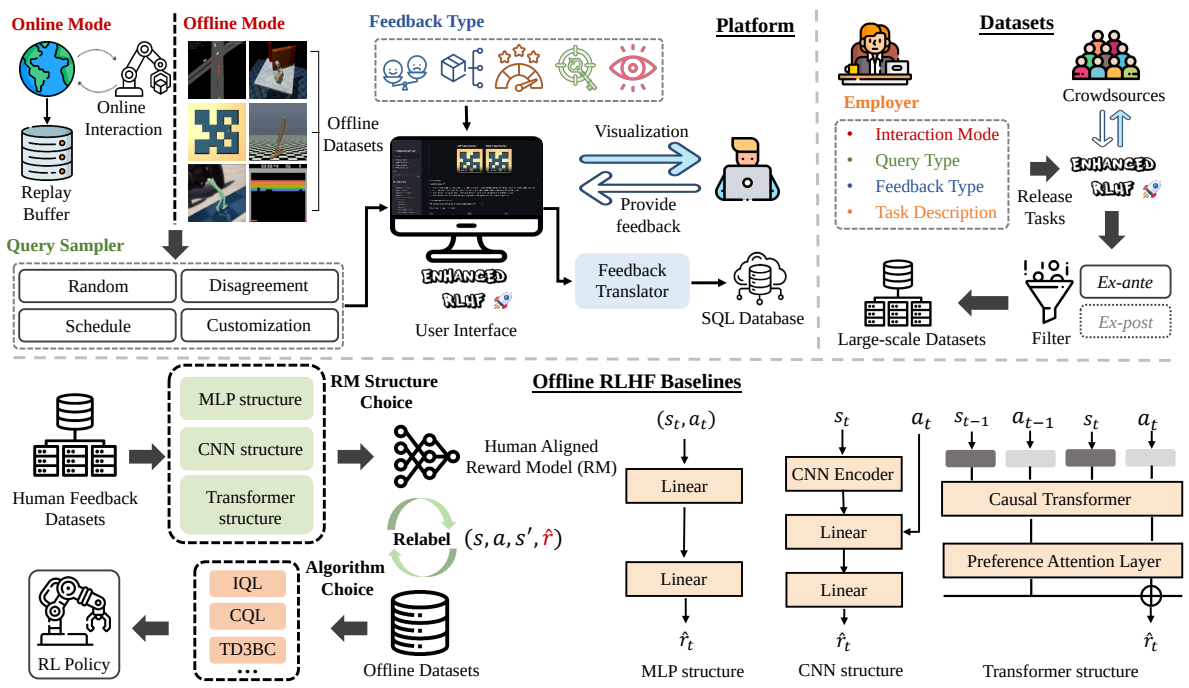 Online Mode
Online
Interaction
Replay
Buffer
Offline Mode
Offline
Datasets
Query Sampler
Random
Disagreement
Schedule
Customization
Feedback Type
Platform
ENHANCED
RLHF
User Interface
Visualization
Provide
feedback
Feedback
Translator
SQL Database
Datasets
Employer
• Interaction Mode
• Query Type
• Feedback Type
• Task Description
Release
Tasks
Crowdsources
ENHANCED
RLHF
Filter
Ex-ante
Ex-post
Large-scale Datasets
Offline RLHF Baselines
Human Feedback
Datasets
MLP structure
CNN structure
Transformer
structure
RM Structure
Choice
Human Aligned
Reward Model (RM)
Relabel
(s, a, s′, r̂)
Offline Datasets
Algorithm
Choice
IQL
CQL
TD3BC
•••
RL Policy
(s_t, a_t)
Linear
Linear
r̂_t
MLP structure
s_t
a_t
CNN Encoder
Linear
Linear
r̂_t
CNN structure
s_{t−1} a_{t−1} s_t a_t
Causal Transformer
Preference Attention Layer
r̂_t
Transformer structure